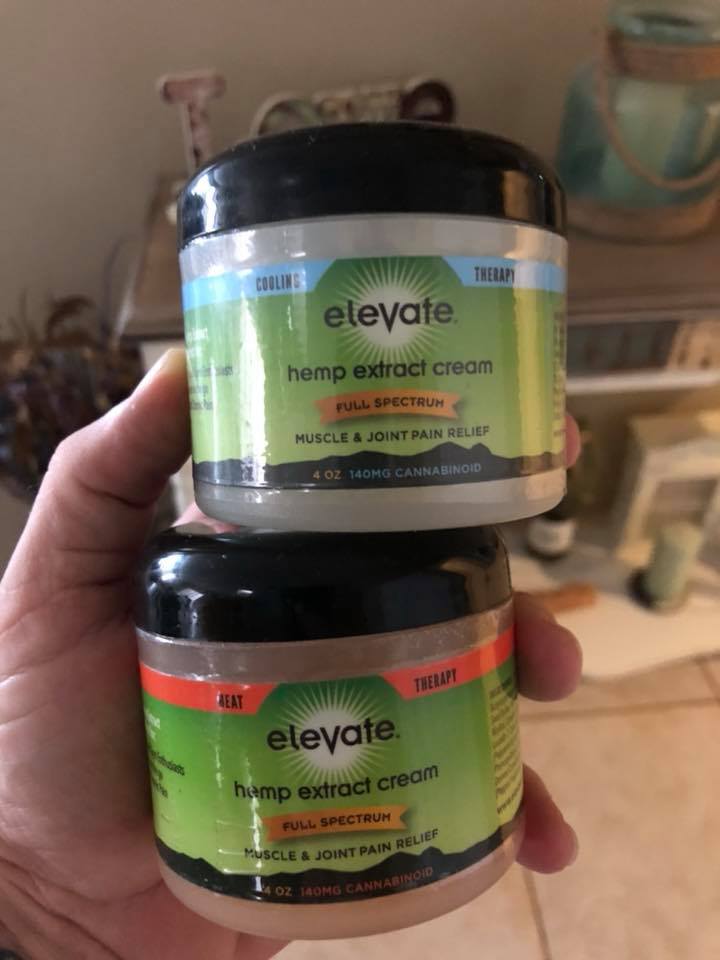 COOLING THERAPY
elevate
hemp extract cream
FULL SPECTRUM
MUSCLE & JOINT PAIN RELIEF
4 OZ 140MG CANNABINOID
HEAT THERAPY
elevate
hemp extract cream
FULL SPECTRUM
MUSCLE & JOINT PAIN RELIEF
4 OZ 140MG CANNABINOID